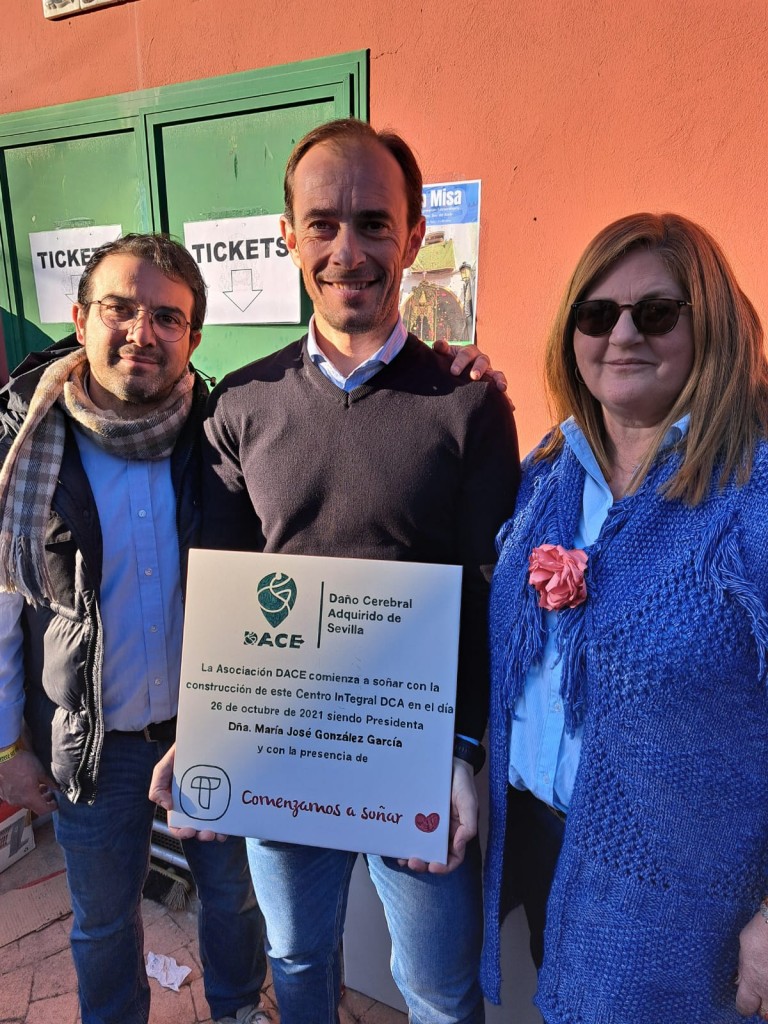 TICKETS
TICKETS
n Misa
DACE
Daño Cerebral
Adquirido de
Sevilla
La Asociación DACE comienza a soñar con la
construcción de este Centro InTegral DCA en el día
26 de octubre de 2021 siendo Presidenta
Dña. María José González García
y con la presencia de
Comenzamos a soñar